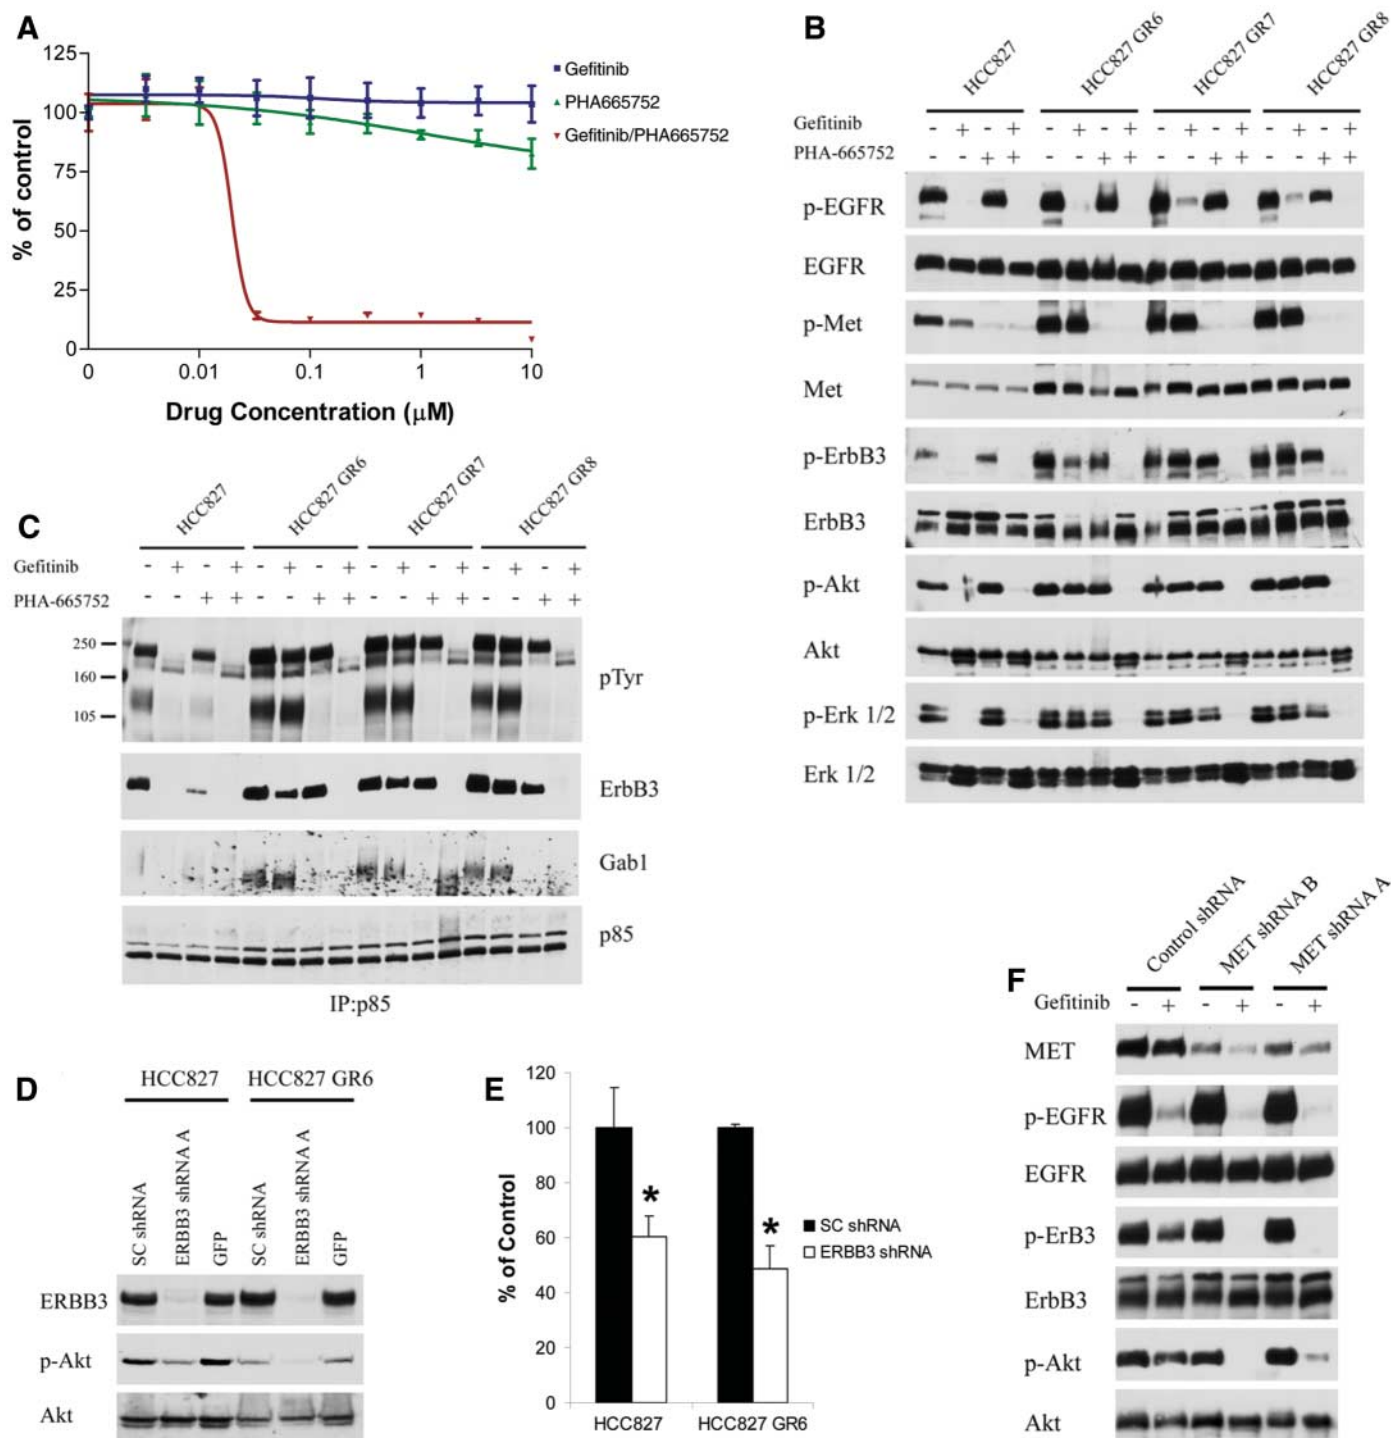 A
125
100
75
50
25
0
% of control
0 0.01 0.1 1 10
Drug Concentration (µM)
Gefitinib
PHA665752
Gefitinib/PHA665752
B
HCC827 HCC827 GR6 HCC827 GR7 HCC827 GR8
Gefitinib - + - + - + - + - + - + - + - +
PHA-665752 - - + + - - + + - - + + - - + +
p-EGFR
EGFR
p-Met
Met
p-ErbB3
ErbB3
p-Akt
Akt
p-Erk 1/2
Erk 1/2
C
HCC827 HCC827 GR6 HCC827 GR7 HCC827 GR8
Gefitinib - + - + - + - + - + - + - + - +
PHA-665752 - - + + - - + + - - + + - - + +
250
160
105
pTyr
ErbB3
Gab1
p85
IP:p85
D
HCC827 HCC827 GR6
SC shRNA ERBB3 shRNA A GFP SC shRNA ERBB3 shRNA A GFP
ERBB3
p-Akt
Akt
E
120
100
80
60
40
20
0
% of Control
* *
HCC827 HCC827 GR6
SC shRNA
ERBB3 shRNA
F
Control shRNA MET shRNA B MET shRNA A
Gefitinib - + - + - +
MET
p-EGFR
EGFR
p-ErB3
ErbB3
p-Akt
Akt